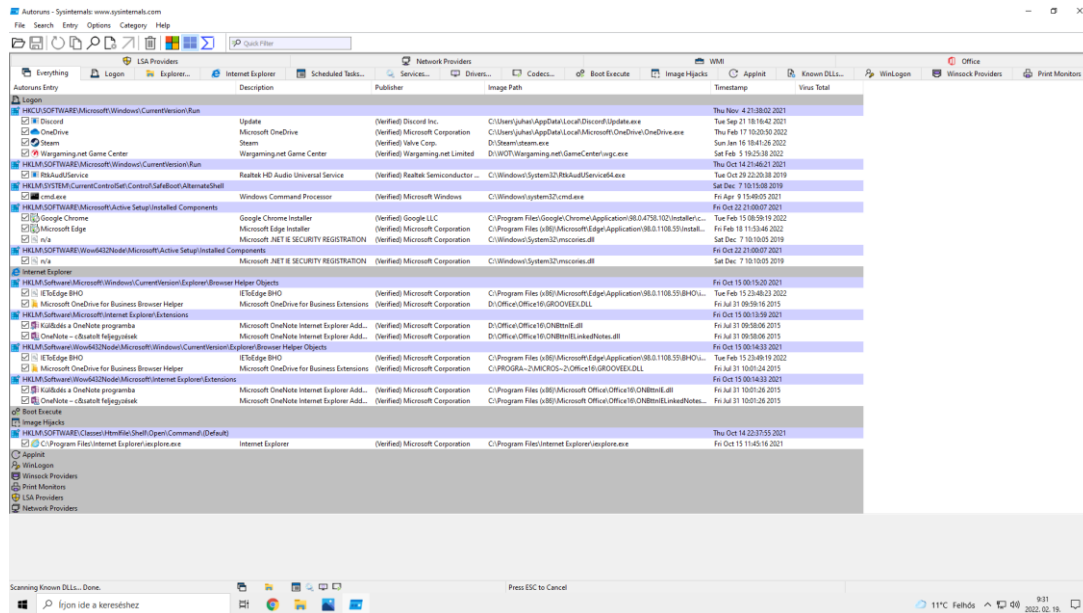 Autoruns - Sysinternals: www.sysinternals.com
File Search Entry Options Category Help
Quick Filter
LSA Providers Network Providers WMI Office
Everything Logon Explorer... Internet Explorer Scheduled Tasks... Services... Drivers... Codecs... Boot Execute Image Hijacks AppInit Known DLLs... WinLogon Winsock Providers Print Monitors
Autoruns Entry Description Publisher Image Path Timestamp Virus Total
Logon
HKCU\SOFTWARE\Microsoft\Windows\CurrentVersion\Run Thu Nov 4 21:38:02 2021
Discord Update (Verified) Discord Inc. C:\Users\juhas\AppData\Local\Discord\Update.exe Tue Sep 21 18:16:42 2021
OneDrive Microsoft OneDrive (Verified) Microsoft Corporation C:\Users\juhas\AppData\Local\Microsoft\OneDrive\OneDrive.exe Thu Feb 17 10:20:50 2022
Steam Steam (Verified) Valve Corp. D:\Steam\steam.exe Sun Jan 16 18:41:26 2022
Wargaming.net Game Center Wargaming.net Game Center (Verified) Wargaming.net Limited D:\WOT\Wargaming.net\GameCenter\wgc.exe Sat Feb 5 19:25:38 2022
HKLM\SOFTWARE\Microsoft\Windows\CurrentVersion\Run Thu Oct 14 21:46:21 2021
RtkAudUService Realtek HD Audio Universal Service (Verified) Realtek Semiconductor ... C:\Windows\System32\RtkAudUService64.exe Tue Oct 29 22:20:38 2019
HKLM\SYSTEM\CurrentControlSet\Control\SafeBoot\AlternateShell Sat Dec 7 10:15:08 2019
cmd.exe Windows Command Processor (Verified) Microsoft Windows C:\Windows\system32\cmd.exe Fri Apr 9 15:49:05 2021
HKLM\SOFTWARE\Microsoft\Active Setup\Installed Components Fri Oct 22 21:00:07 2021
Google Chrome Google Chrome Installer (Verified) Google LLC C:\Program Files\Google\Chrome\Application\98.0.4758.102\Installer\c... Tue Feb 15 08:59:19 2022
Microsoft Edge Microsoft Edge Installer (Verified) Microsoft Corporation C:\Program Files (x86)\Microsoft\Edge\Application\98.0.1108.55\Install... Fri Feb 18 11:53:46 2022
n/a Microsoft .NET IE SECURITY REGISTRATION (Verified) Microsoft Corporation C:\Windows\System32\mscories.dll Sat Dec 7 10:10:05 2019
HKLM\SOFTWARE\Wow6432Node\Microsoft\Active Setup\Installed Components Fri Oct 22 21:00:07 2021
n/a Microsoft .NET IE SECURITY REGISTRATION (Verified) Microsoft Corporation C:\Windows\System32\mscories.dll Sat Dec 7 10:10:05 2019
Internet Explorer
HKLM\Software\Microsoft\Windows\CurrentVersion\Explorer\Browser Helper Objects Fri Oct 15 00:15:20 2021
IEToEdge BHO IEToEdge BHO (Verified) Microsoft Corporation C:\Program Files (x86)\Microsoft\Edge\Application\98.0.1108.55\BHO\i... Tue Feb 15 23:48:23 2022
Microsoft OneDrive for Business Browser Helper Microsoft OneDrive for Business Extensions (Verified) Microsoft Corporation D:\Office\Office16\GROOVEEX.DLL Fri Jul 31 09:59:16 2015
HKLM\Software\Microsoft\Internet Explorer\Extensions Fri Oct 15 00:13:59 2021
Kül&dés a OneNote programba Microsoft OneNote Internet Explorer Add... (Verified) Microsoft Corporation D:\Office\Office16\ONBttnIE.dll Fri Jul 31 09:58:06 2015
OneNote – c&satolt feljegyzések Microsoft OneNote Internet Explorer Add... (Verified) Microsoft Corporation D:\Office\Office16\ONBttnIELinkedNotes.dll Fri Jul 31 09:58:06 2015
HKLM\Software\Wow6432Node\Microsoft\Windows\CurrentVersion\Explorer\Browser Helper Objects Fri Oct 15 00:14:33 2021
IEToEdge BHO IEToEdge BHO (Verified) Microsoft Corporation C:\Program Files (x86)\Microsoft\Edge\Application\98.0.1108.55\BHO\i... Tue Feb 15 23:49:19 2022
Microsoft OneDrive for Business Browser Helper Microsoft OneDrive for Business Extensions (Verified) Microsoft Corporation C:\PROGRA~2\MICROS~2\Office16\GROOVEEX.DLL Fri Jul 31 10:01:24 2015
HKLM\Software\Wow6432Node\Microsoft\Internet Explorer\Extensions Fri Oct 15 00:14:33 2021
Kül&dés a OneNote programba Microsoft OneNote Internet Explorer Add... (Verified) Microsoft Corporation C:\Program Files (x86)\Microsoft Office\Office16\ONBttnIE.dll Fri Jul 31 10:01:26 2015
OneNote – c&satolt feljegyzések Microsoft OneNote Internet Explorer Add... (Verified) Microsoft Corporation C:\Program Files (x86)\Microsoft Office\Office16\ONBttnIELinkedNotes... Fri Jul 31 10:01:26 2015
Boot Execute
Image Hijacks
HKLM\SOFTWARE\Classes\Htmlfile\Shell\Open\Command\(Default) Thu Oct 14 22:37:55 2021
C:\Program Files\Internet Explorer\iexplore.exe Internet Explorer (Verified) Microsoft Corporation C:\Program Files\Internet Explorer\iexplore.exe Fri Oct 15 11:45:16 2021
AppInit
WinLogon
Winsock Providers
Print Monitors
LSA Providers
Network Providers
Scanning Known DLLs... Done. Press ESC to Cancel
Írjon ide a kereséshez 11°C Felhős 9:31
2022. 02. 19.